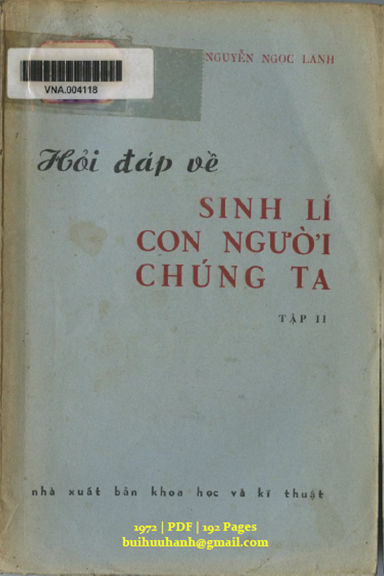 NGUYỄN NGỌC LANH
VNA.004118
Hỏi đáp về
SINH LÍ
CON NGƯỜI
CHÚNG TA
TẬP II
nhà xuất bản khoa học và kĩ thuật
1972 | PDF | 192 Pages
buihuuhanh@gmail.com